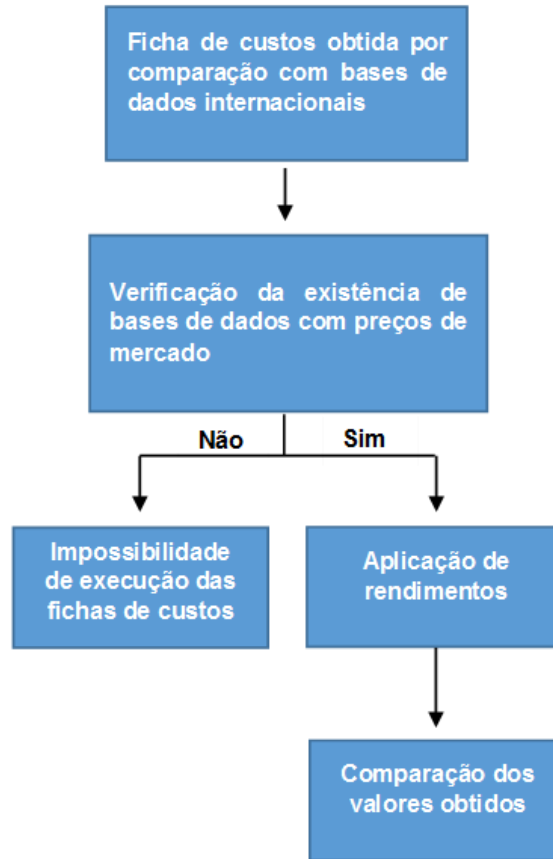 Ficha de custos obtida por
comparação com bases de
dados internacionais
Verificação da existência de
bases de dados com preços de
mercado
Não
Sim
Impossibilidade
de execução das
fichas de custos
Aplicação de
rendimentos
Comparação dos
valores obtidos